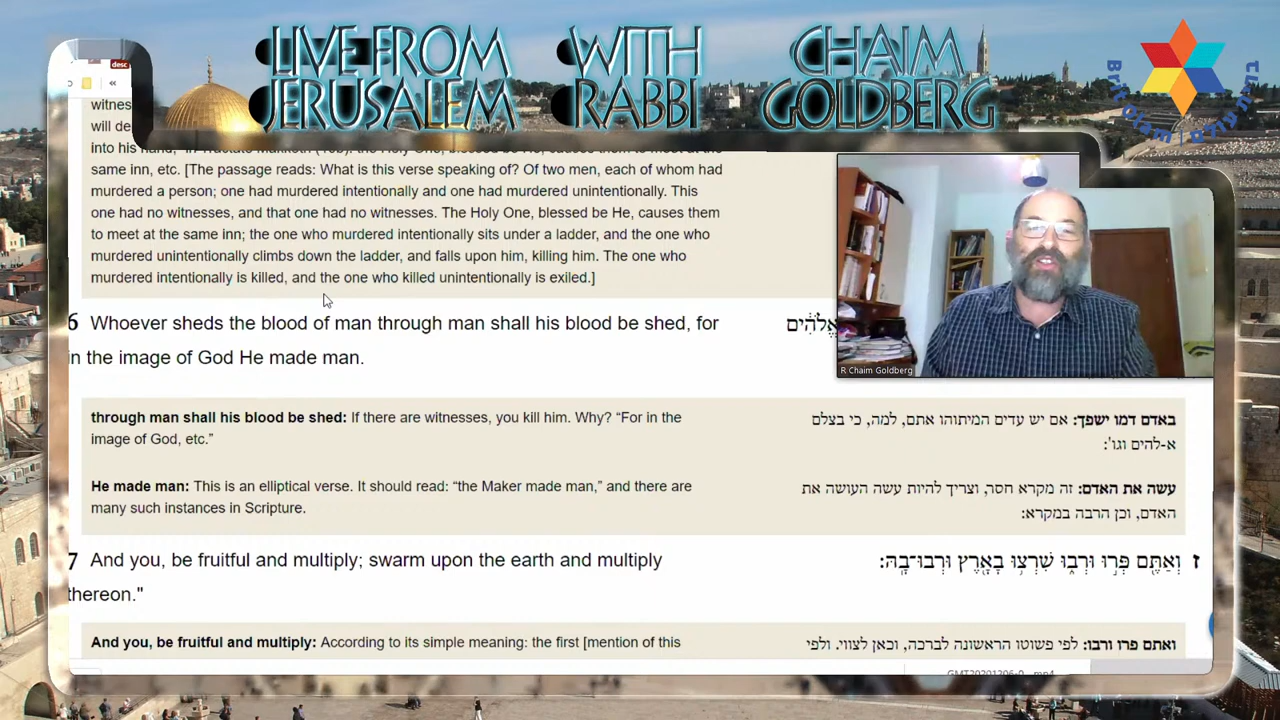 LIVE FROM WITH CHAIM
JERUSALEM RABBI GOLDBERG
Brit Olam | ברית עולם
desc
«
witnes
will de
into his hand,
same inn, etc. [The passage reads: What is this verse speaking of? Of two men, each of whom had
murdered a person; one had murdered intentionally and one had murdered unintentionally. This
one had no witnesses, and that one had no witnesses. The Holy One, blessed be He, causes them
to meet at the same inn; the one who murdered intentionally sits under a ladder, and the one who
murdered unintentionally climbs down the ladder, and falls upon him, killing him. The one who
murdered intentionally is killed, and the one who killed unintentionally is exiled.]
6 Whoever sheds the blood of man through man shall his blood be shed, for
in the image of God He made man.
אֱלֹהִ֔ים
R Chaim Goldberg
through man shall his blood be shed: If there are witnesses, you kill him. Why? “For in the
image of God, etc.”
באדם דמו ישפך: אם יש עדים המיתוהו אתם, למה, כי בצלם
א-להים וגו':
He made man: This is an elliptical verse. It should read: “the Maker made man,” and there are
many such instances in Scripture.
עשה את האדם: זה מקרא חסר, וצריך להיות עשה העושה את
האדם, וכן הרבה במקרא:
7 And you, be fruitful and multiply; swarm upon the earth and multiply
thereon."
ז וְאַתֶּ֖ם פְּר֣וּ וּרְב֑וּ שִׁרְצ֥וּ בָאָ֖רֶץ וּרְבוּ־בָֽהּ:
And you, be fruitful and multiply: According to its simple meaning: the first [mention of this
ואתם פרו ורבו: לפי פשוטו הראשונה לברכה, וכאן לצווי. ולפי